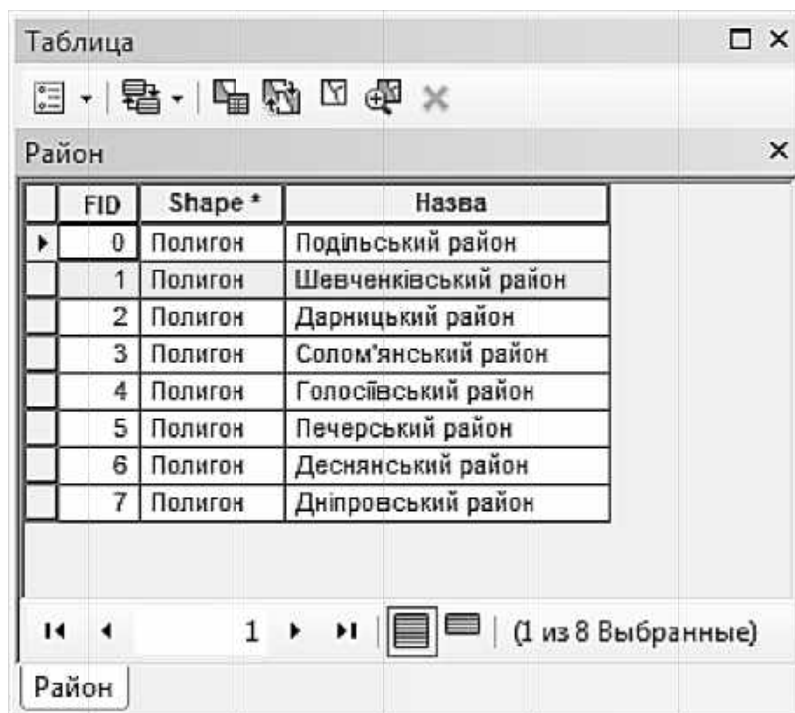 Таблица
Район
FID Shape * Назва
0 Полигон Подільський район
1 Полигон Шевченківський район
2 Полигон Дарницький район
3 Полигон Солом'янський район
4 Полигон Голосіївський район
5 Полигон Печерський район
6 Полигон Деснянський район
7 Полигон Дніпровський район
1 (1 из 8 Выбранные)
Район